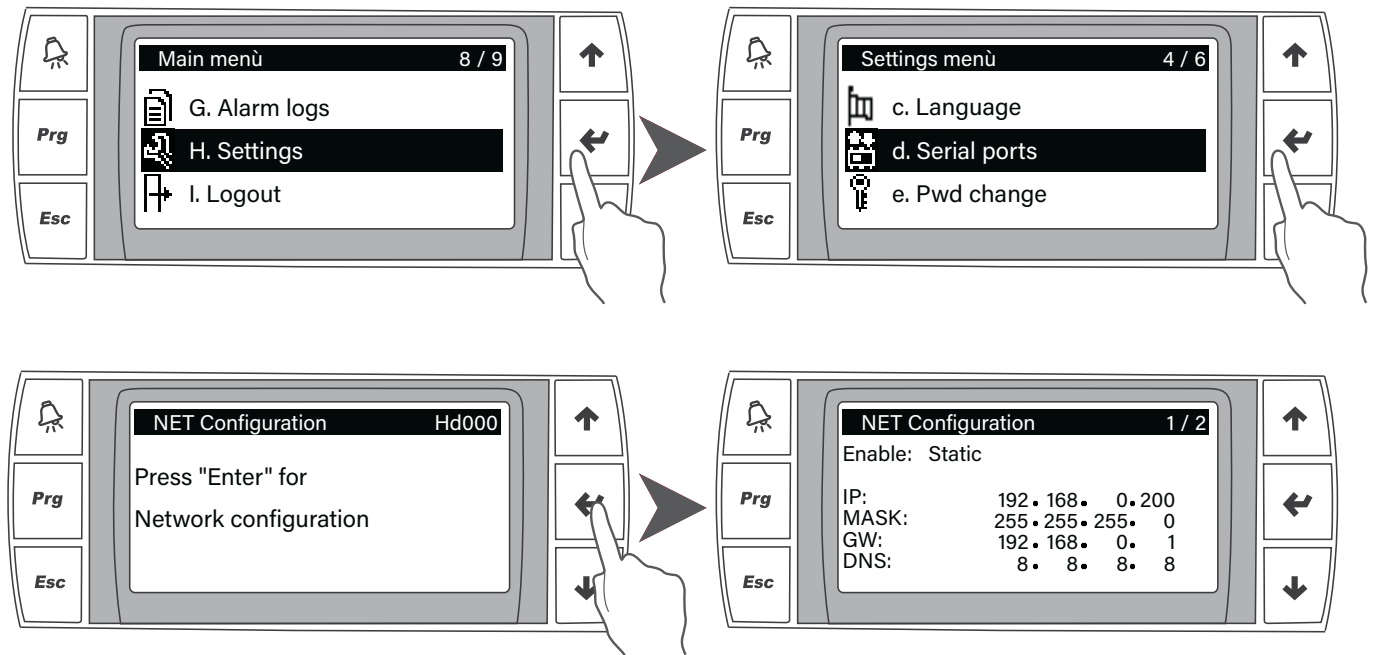 Main menù 8 / 9
G. Alarm logs
Prg
H. Settings
I. Logout
Esc
Settings menù 4 / 6
c. Language
Prg
d. Serial ports
e. Pwd change
Esc
NET Configuration Hd000
Press "Enter" for
Prg
Network configuration
Esc
NET Configuration 1 / 2
Enable: Static
Prg
IP: 192. 168. 0. 200
MASK: 255. 255. 255. 0
GW: 192. 168. 0. 1
DNS: 8. 8. 8. 8
Esc